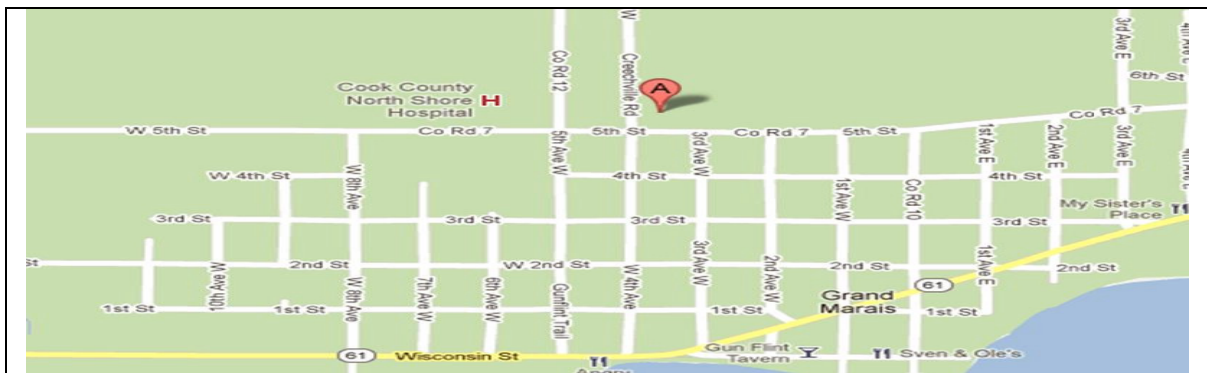 3rd Ave E
W
6th St
Co Rd 12
Creechville Rd
A
Cook County
North Shore H
Hospital
Co Rd 7
W 5th St
Co Rd 7
5th St
Co Rd 7
5th St
1st Ave E
2nd Ave E
3rd Ave E
5th Ave W
3rd Ave W
W 4th St
W 8th Ave
4th St
1st Ave W
Co Rd 10
4th St
My Sister's
Place
3rd St
3rd St
3rd St
3rd St
St
10th Ave W
2nd St
W 8th Ave
7th Ave W
6th Ave W
W 2nd St
Gunflint Trail
W 4th Ave
3rd Ave W
2nd Ave W
2nd St
1st Ave E
2nd St
61
1st St
1st St
1st St
Grand
Marais
1st St
61
Wisconsin St
Gun Flint
Tavern
Sven & Ole's
Angry